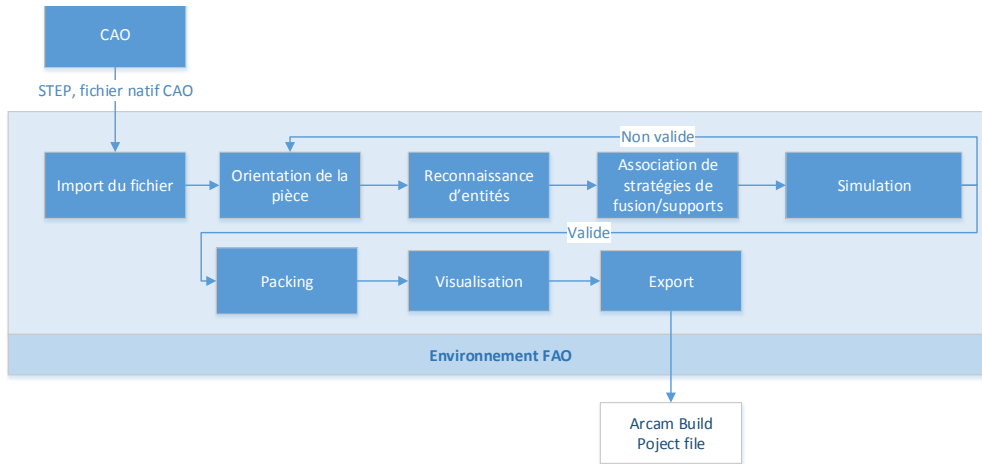 CAO
STEP, fichier natif CAO
Non valide
Import du fichier
Orientation de la
pièce
Reconnaissance
d'entités
Association de
stratégies de
fusion/supports
Simulation
Valide
Packing
Visualisation
Export
Environnement FAO
Arcam Build
Poject file